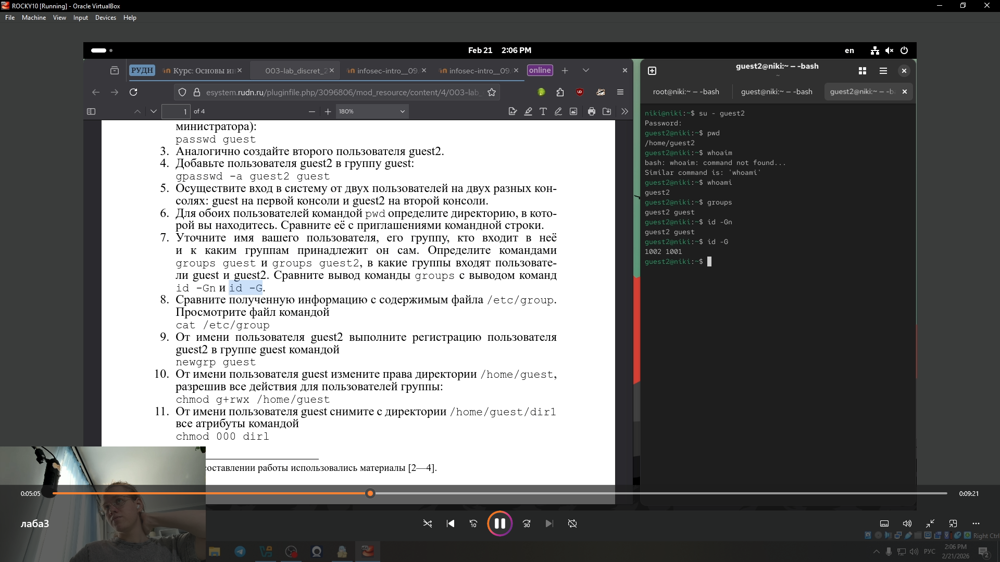 ROCKY10 [Running] - Oracle VirtualBox
File Machine View Input Devices Help
Feb 21 2:06 PM
en
РУДН
Курс: Основы ин
003-lab_discret_2
infosec-intro__09.
infosec-intro__09.
online
esystem.rudn.ru/pluginfile.php/3096806/mod_resource/content/4/003-lab_
1 of 4
180%
министратора):
passwd guest
3. Аналогично создайте второго пользователя guest2.
4. Добавьте пользователя guest2 в группу guest:
gpasswd -a guest2 guest
5. Осуществите вход в систему от двух пользователей на двух разных кон-
солях: guest на первой консоли и guest2 на второй консоли.
6. Для обоих пользователей командой pwd определите директорию, в кото-
рой вы находитесь. Сравните её с приглашениями командной строки.
7. Уточните имя вашего пользователя, его группу, кто входит в неё
и к каким группам принадлежит он сам. Определите командами
groups guest и groups guest2, в какие группы входят пользовате-
ли guest и guest2. Сравните вывод команды groups с выводом команд
id -Gn и id -G.
8. Сравните полученную информацию с содержимым файла /etc/group.
Просмотрите файл командой
cat /etc/group
9. От имени пользователя guest2 выполните регистрацию пользователя
guest2 в группе guest командой
newgrp guest
10. От имени пользователя guest измените права директории /home/guest,
разрешив все действия для пользователей группы:
chmod g+rwx /home/guest
11. От имени пользователя guest снимите с директории /home/guest/dir1
все атрибуты командой
chmod 000 dir1
составлении работы использовались материалы [2—4].
guest2@niki:~ — -bash
~
root@niki:~ — -bash
guest@niki:~ — -bash
guest2@niki:~ — -b
niki@niki:~$ su - guest2
Password:
guest2@niki:~$ pwd
/home/guest2
guest2@niki:~$ whoaim
bash: whoaim: command not found...
Similar command is: 'whoami'
guest2@niki:~$ whoami
guest2
guest2@niki:~$ groups
guest2 guest
guest2@niki:~$ id -Gn
guest2 guest
guest2@niki:~$ id -G
1002 1001
guest2@niki:~$
0:05:05
0:09:21
лаба3
10
30
Right Ctrl
РУС
2:06 PM
2/21/2026
2